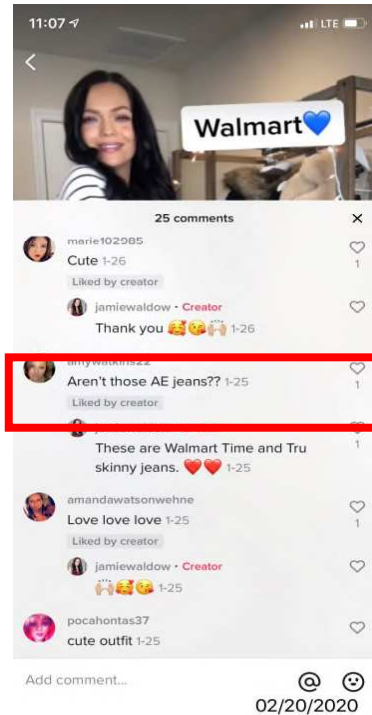 11:07
LTE
Walmart💙
25 comments
marie102985
Cute 1-26
1
Liked by creator
jamiewaldow • Creator
Thank you 🥰😘🙌🏼 1-26
amywatkins22
Aren't those AE jeans?? 1-25
1
Liked by creator
These are Walmart Time and Tru
1
skinny jeans. ❤️❤️ 1-25
amandawatsonwehne
Love love love 1-25
1
Liked by creator
jamiewaldow • Creator
🙌🏼🥰😘 1-25
pocahontas37
cute outfit 1-25
Add comment... @
02/20/2020